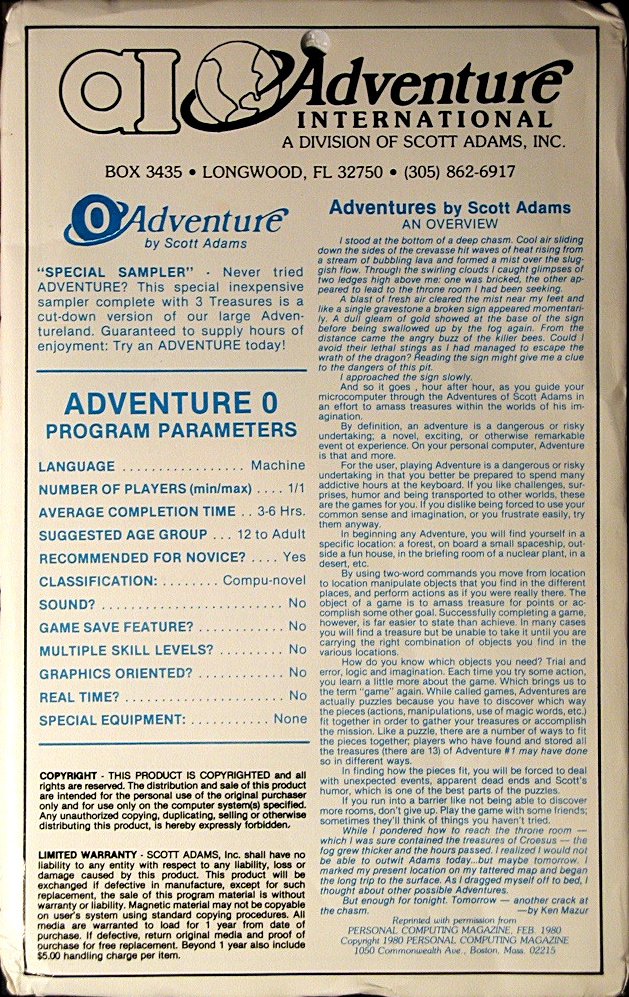 aI Adventure
INTERNATIONAL
A DIVISION OF SCOTT ADAMS, INC.
BOX 3435 • LONGWOOD, FL 32750 • (305) 862-6917
0 Adventure
by Scott Adams
“SPECIAL SAMPLER” - Never tried
ADVENTURE? This special inexpensive
sampler complete with 3 Treasures is a
cut-down version of our large Adven-
tureland. Guaranteed to supply hours of
enjoyment: Try an ADVENTURE today!
ADVENTURE 0
PROGRAM PARAMETERS
LANGUAGE ................ Machine
NUMBER OF PLAYERS (min/max) .... 1/1
AVERAGE COMPLETION TIME .. 3-6 Hrs.
SUGGESTED AGE GROUP ... 12 to Adult
RECOMMENDED FOR NOVICE? .... Yes
CLASSIFICATION: ........ Compu-novel
SOUND? ........................ No
GAME SAVE FEATURE? .......... No
MULTIPLE SKILL LEVELS? ......... No
GRAPHICS ORIENTED? ........... No
REAL TIME? ..................... No
SPECIAL EQUIPMENT: .......... None
COPYRIGHT - THIS PRODUCT IS COPYRIGHTED and all
rights are reserved. The distribution and sale of this product
are intended for the personal use of the original purchaser
only and for use only on the computer system(s) specified.
Any unauthorized copying, duplicating, selling or otherwise
distributing this product, is hereby expressly forbidden.
LIMITED WARRANTY - SCOTT ADAMS, Inc. shall have no
liability to any entity with respect to any liability, loss or
damage caused by this product. This product will be
exchanged if defective in manufacture, except for such
replacement, the sale of this program material is without
warranty or liability. Magnetic material may not be copyable
on user's system using standard copying procedures. All
media are warranted to load for 1 year from date of
purchase. If defective, return original media and proof of
purchase for free replacement. Beyond 1 year also include
$5.00 handling charge per item.
Adventures by Scott Adams
AN OVERVIEW
I stood at the bottom of a deep chasm. Cool air sliding
down the sides of the crevasse hit waves of heat rising from
a stream of bubbling lava and formed a mist over the slug-
gish flow. Through the swirling clouds I caught glimpses of
two ledges high above me: one was bricked, the other ap-
peared to lead to the throne room I had been seeking.
A blast of fresh air cleared the mist near my feet and
like a single gravestone a broken sign appeared momentari-
ly. A dull gleam of gold showed at the base of the sign
before being swallowed up by the fog again. From the
distance came the angry buzz of the killer bees. Could I
avoid their lethal stings as I had managed to escape the
wrath of the dragon? Reading the sign might give me a clue
to the dangers of this pit.
I approached the sign slowly.
And so it goes , hour after hour, as you guide your
microcomputer through the Adventures of Scott Adams in
an effort to amass treasures within the worlds of his im-
agination.
By definition, an adventure is a dangerous or risky
undertaking; a novel, exciting, or otherwise remarkable
event or experience. On your personal computer, Adventure
is that and more.
For the user, playing Adventure is a dangerous or risky
undertaking in that you better be prepared to spend many
addictive hours at the keyboard. If you like challenges, sur-
prises, humor and being transported to other worlds, these
are the games for you. If you dislike being forced to use your
common sense and imagination, or you frustrate easily, try
them anyway.
In beginning any Adventure, you will find yourself in a
specific location: a forest, on board a small spaceship, out-
side a fun house, in the briefing room of a nuclear plant, in a
desert, etc.
By using two-word commands you move from location
to location manipulate objects that you find in the different
places, and perform actions as if you were really there. The
object of a game is to amass treasure for points or ac-
complish some other goal. Successfully completing a game,
however, is far easier to state than achieve. In many cases
you will find a treasure but be unable to take it until you are
carrying the right combination of objects you find in the
various locations.
How do you know which objects you need? Trial and
error, logic and imagination. Each time you try some action,
you learn a little more about the game. Which brings us to
the term “game” again. While called games, Adventures are
actually puzzles because you have to discover which way
the pieces (actions, manipulations, use of magic words, etc.)
fit together in order to gather your treasures or accomplish
the mission. Like a puzzle, there are a number of ways to fit
the pieces together; players who have found and stored all
the treasures (there are 13) of Adventure #1 may have done
so in different ways.
In finding how the pieces fit, you will be forced to deal
with unexpected events, apparent dead ends and Scott's
humor, which is one of the best parts of the puzzles.
If you run into a barrier like not being able to discover
more rooms, don't give up. Play the game with some friends;
sometimes they'll think of things you haven't tried.
While I pondered how to reach the throne room —
which I was sure contained the treasures of Croesus — the
fog grew thicker and the hours passed. I realized I would not
be able to outwit Adams today...but maybe tomorrow. I
marked my present location on my tattered map and began
the long trip to the surface. As I dragged myself off to bed, I
thought about other possible Adventures.
But enough for tonight. Tomorrow — another crack at
the chasm. —by Ken Mazur
Reprinted with permission from
PERSONAL COMPUTING MAGAZINE, FEB. 1980
Copyright 1980 PERSONAL COMPUTING MAGAZINE
1050 Commonwealth Ave., Boston, Mass. 02215